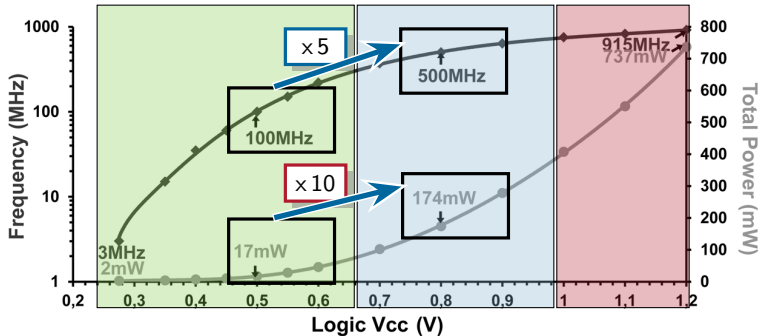 1000
100
10
1
Frequency (MHz)
800
700
600
500
400
300
200
100
0
Total Power (mW)
×5
×10
915MHz
737mW
500MHz
100MHz
174mW
17mW
3MHz
2mW
0,2 0,3 0,4 0,5 0,6 0,7 0,8 0,9 1 1,1 1,2
Logic Vcc (V)